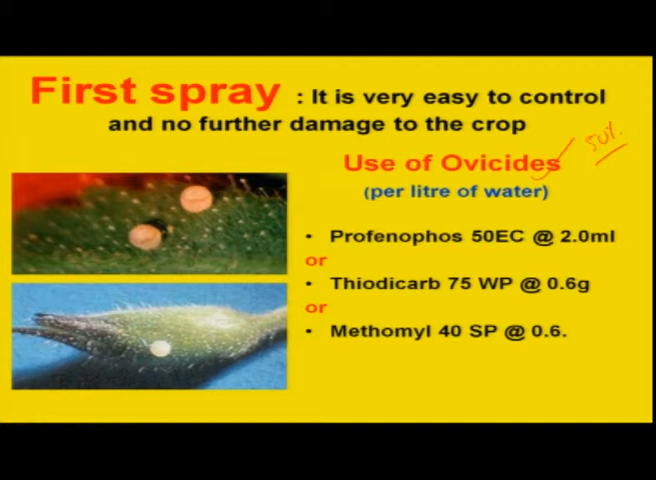 First spray : It is very easy to control
and no further damage to the crop
Use of Ovicides
50%.
(per litre of water)
• Profenophos 50EC @ 2.0ml
or
• Thiodicarb 75 WP @ 0.6g
or
• Methomyl 40 SP @ 0.6.